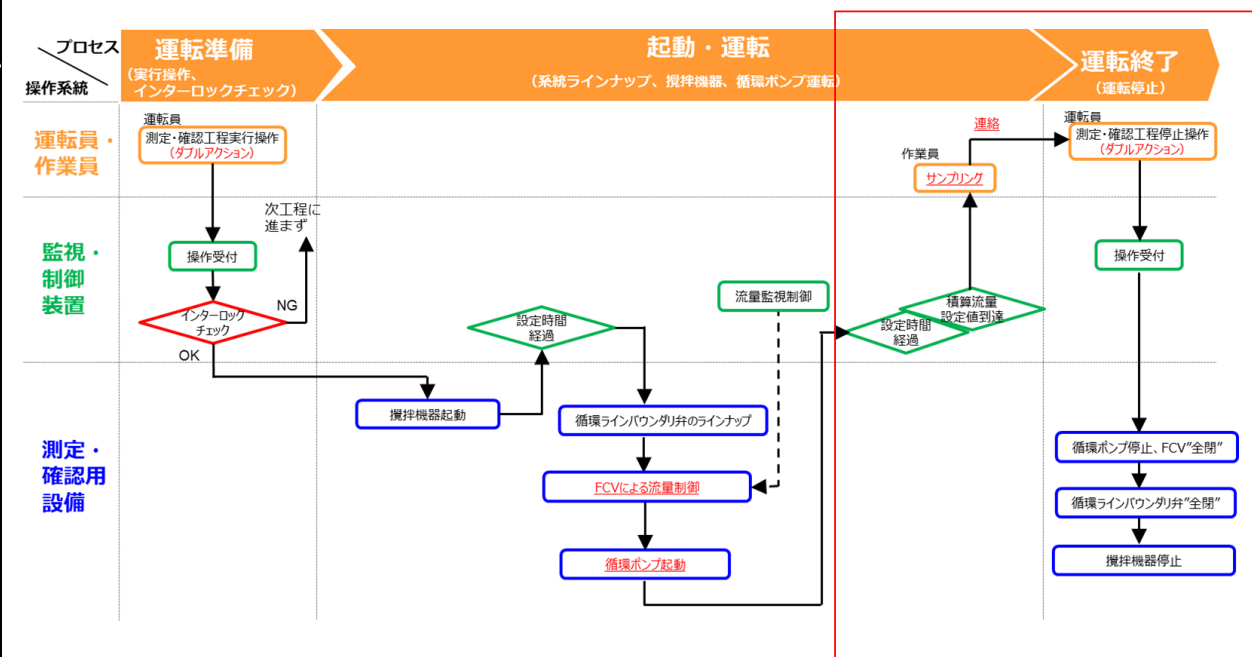 プロセス
操作系統
運転準備
(実行操作、
インターロックチェック)
起動・運転
(系統ラインナップ、攪拌機器、循環ポンプ運転)
運転終了
(運転停止)
運転員・
作業員
運転員
測定・確認工程実行操作
(ダブルアクション)
作業員
サンプリング
連絡
運転員
測定・確認工程停止操作
(ダブルアクション)
監視・
制御
装置
操作受付
インターロック
チェック
NG
OK
次工程に
進まず
設定時間
経過
流量監視制御
設定時間
経過
積算流量
設定値到達
操作受付
測定・
確認用
設備
攪拌機器起動
循環ラインバウンダリ弁のラインナップ
FCVによる流量制御
循環ポンプ起動
循環ポンプ停止、FCV”全閉”
循環ラインバウンダリ弁”全閉”
攪拌機器停止